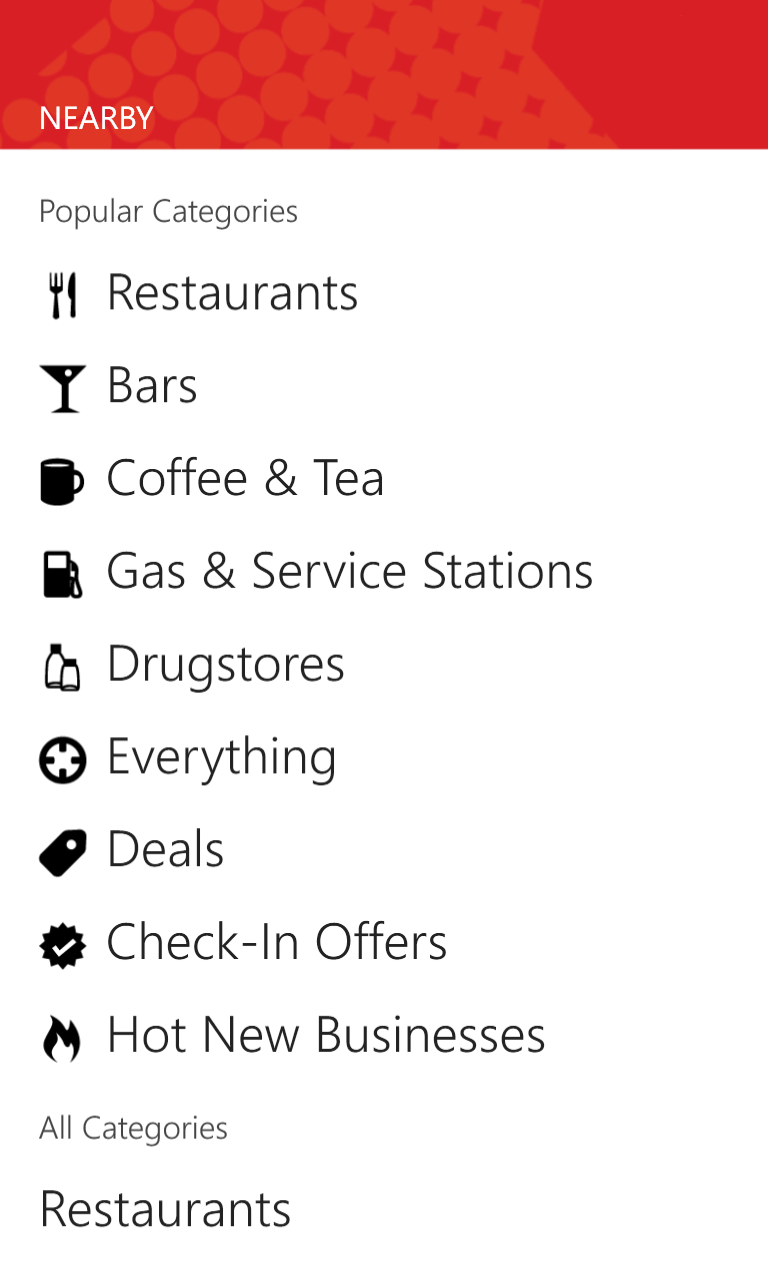 NEARBY
Popular Categories
Restaurants
Bars
Coffee & Tea
Gas & Service Stations
Drugstores
Everything
Deals
Check-In Offers
Hot New Businesses
All Categories
Restaurants